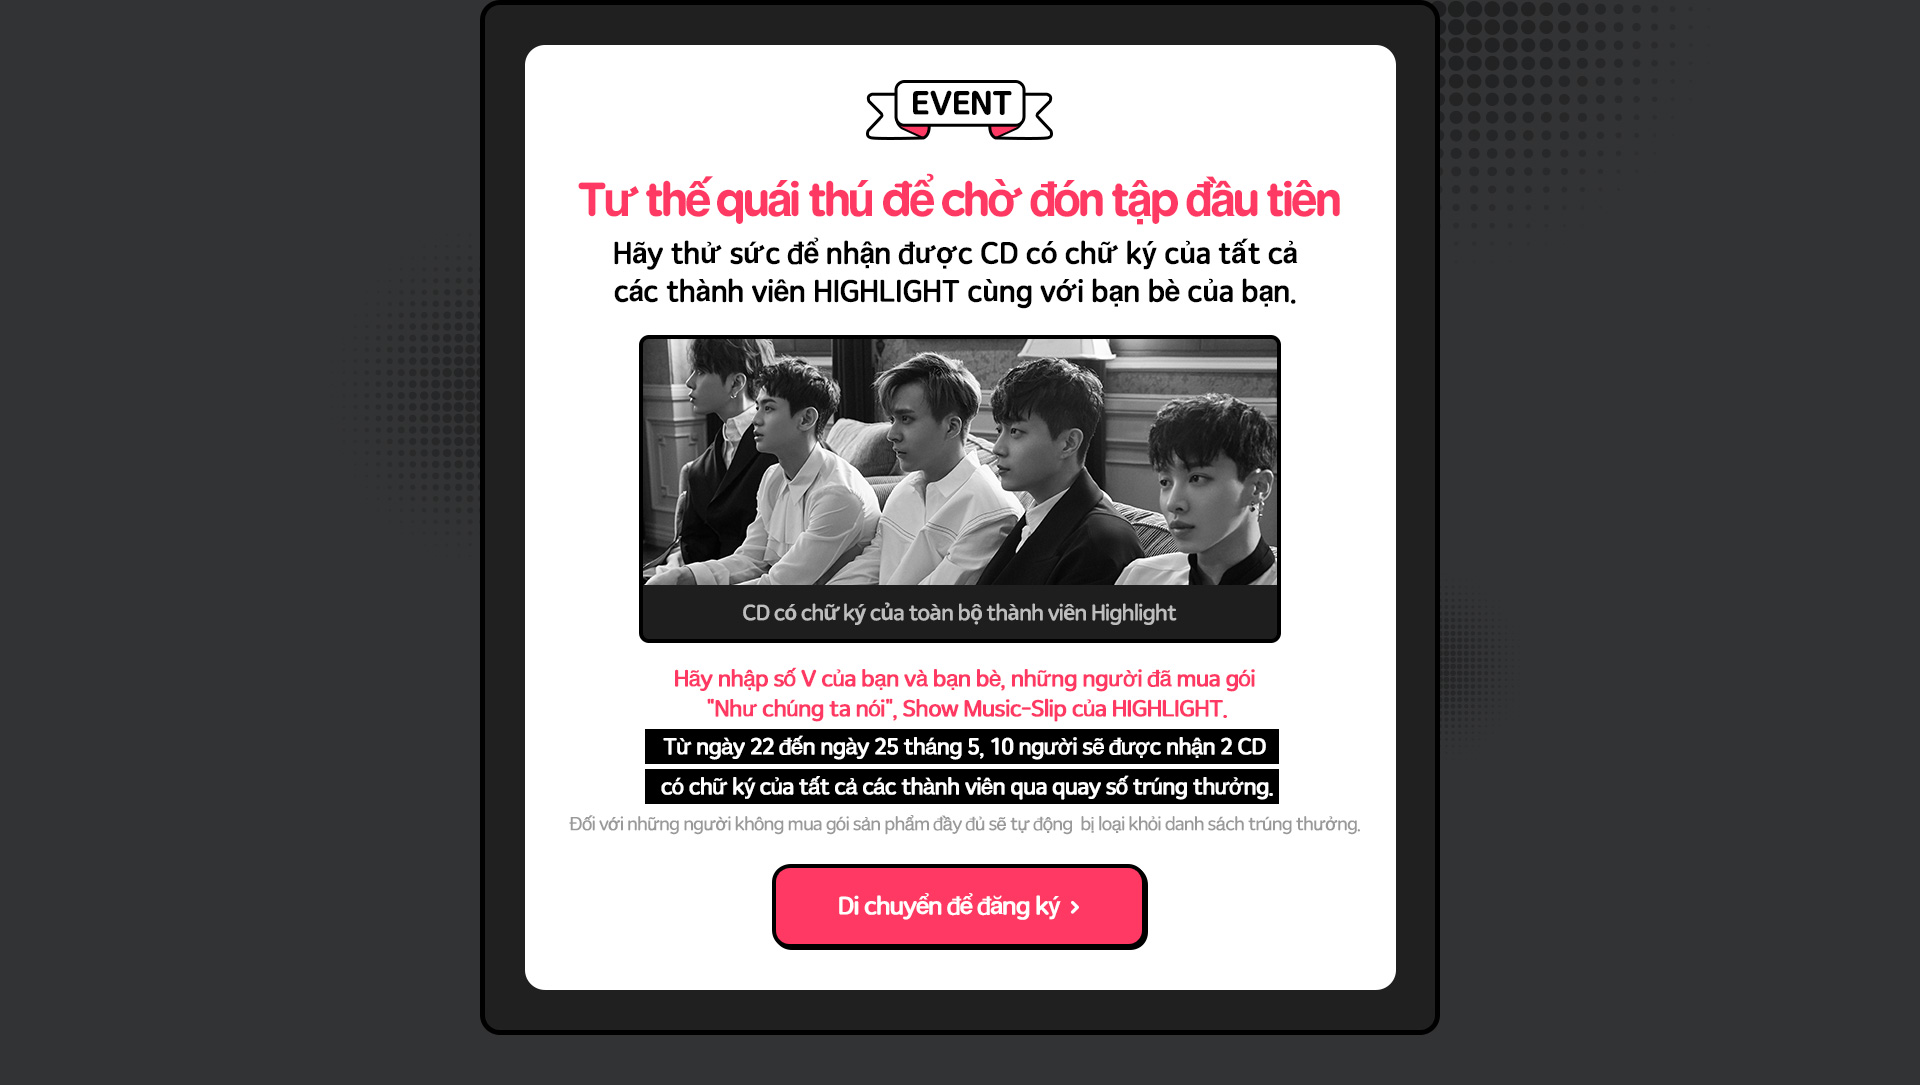 EVENT
Tư thế quái thú để chờ đón tập đầu tiên
Hãy thử sức để nhận được CD có chữ ký của tất cả
các thành viên HIGHLIGHT cùng với bạn bè của bạn.
CD có chữ ký của toàn bộ thành viên Highlight
Hãy nhập số V của bạn và bạn bè, những người đã mua gói
"Như chúng ta nói", Show Music-Slip của HIGHLIGHT.
Từ ngày 22 đến ngày 25 tháng 5, 10 người sẽ được nhận 2 CD
có chữ ký của tất cả các thành viên qua quay số trúng thưởng.
Đối với những người không mua gói sản phẩm đầy đủ sẽ tự động bị loại khỏi danh sách trúng thưởng.
Di chuyển để đăng ký >